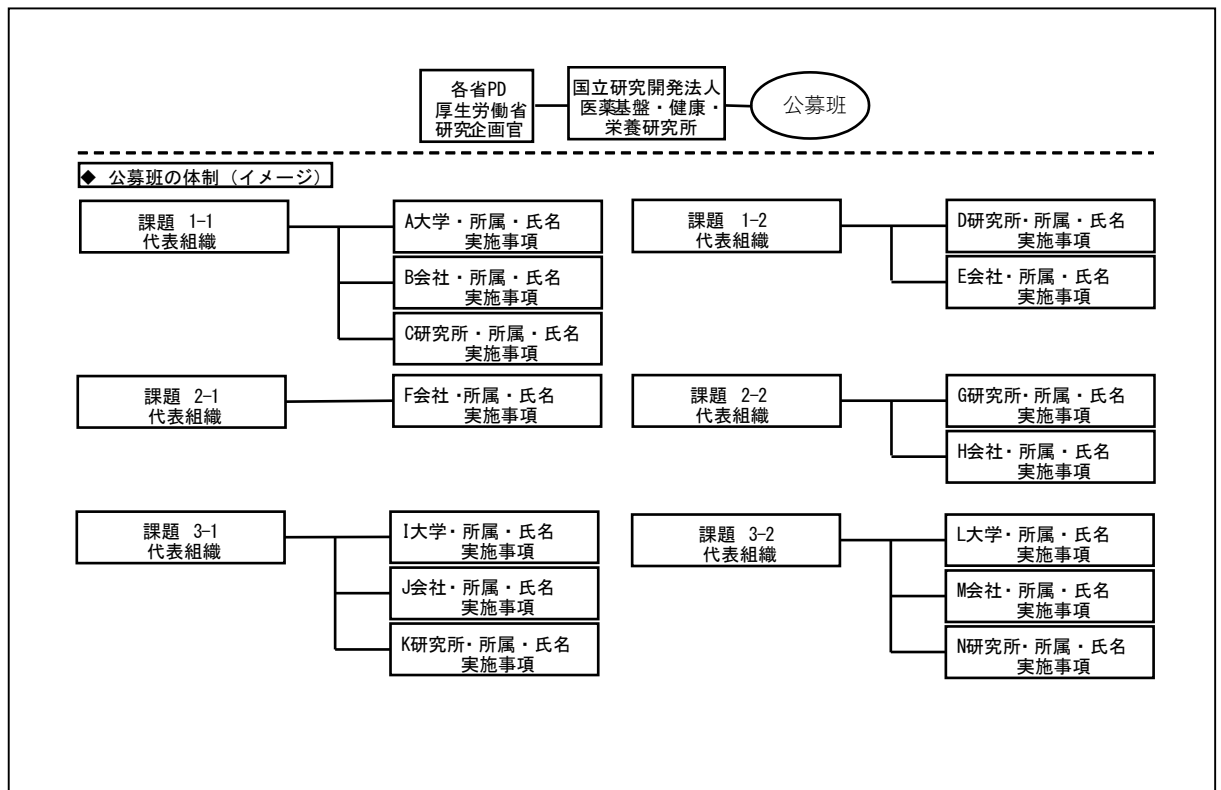 各省PD
厚生労働省
研究企画官
国立研究開発法人
医薬基盤・健康・
栄養研究所
公募班
◆ 公募班の体制（イメージ）
課題 1-1
代表組織
A大学・所属・氏名
実施事項
B会社・所属・氏名
実施事項
C研究所・所属・氏名
実施事項
課題 1-2
代表組織
D研究所・所属・氏名
実施事項
E会社・所属・氏名
実施事項
課題 2-1
代表組織
F会社・所属・氏名
実施事項
課題 2-2
代表組織
G研究所・所属・氏名
実施事項
H会社・所属・氏名
実施事項
課題 3-1
代表組織
I大学・所属・氏名
実施事項
J会社・所属・氏名
実施事項
K研究所・所属・氏名
実施事項
課題 3-2
代表組織
L大学・所属・氏名
実施事項
M会社・所属・氏名
実施事項
N研究所・所属・氏名
実施事項